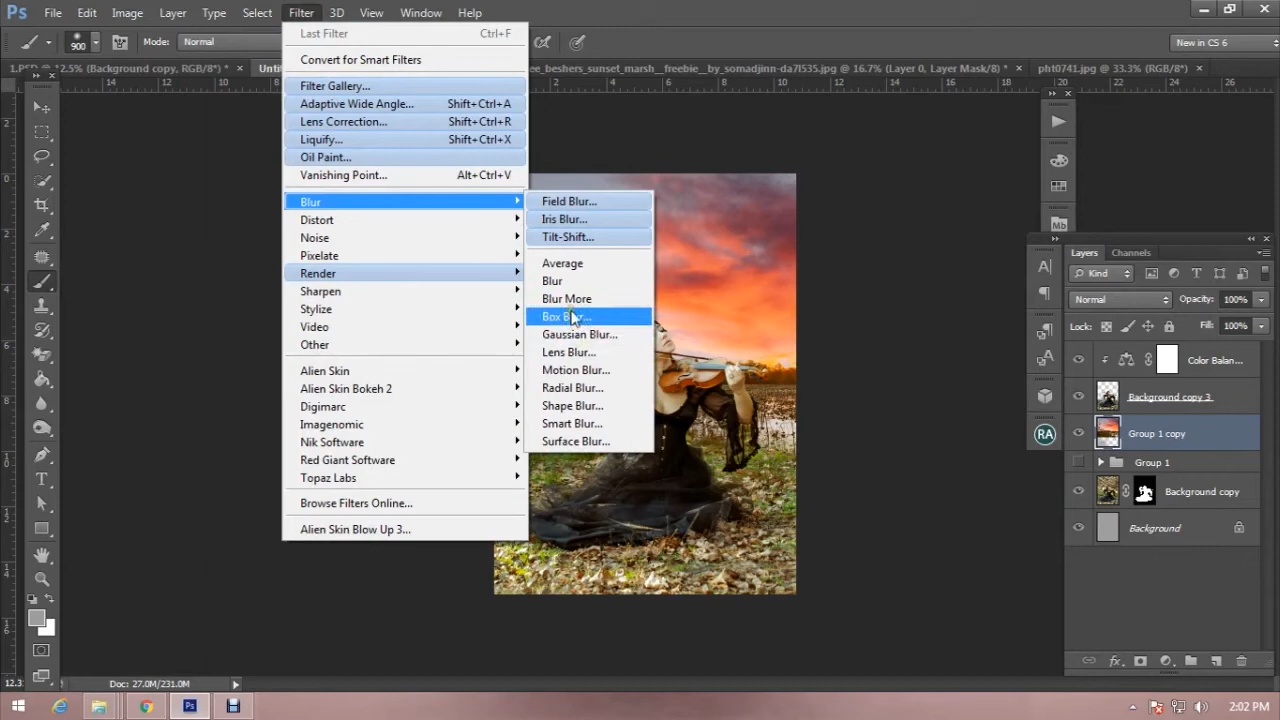 Ps File Edit Image Layer Type Select Filter 3D View Window Help
900 Mode: Normal New in CS 6
1.PSD @ 12.5% (Background copy, RGB/8*) * ee_beshers_sunset_marsh__freebie__by_somadjinn-da7l535.jpg @ 16.7% (Layer 0, Layer Mask/8) * pht0741.jpg @ 33.3% (RGB/8*)
Last Filter Ctrl+F
Convert for Smart Filters
Filter Gallery...
Adaptive Wide Angle... Shift+Ctrl+A
Lens Correction... Shift+Ctrl+R
Liquify... Shift+Ctrl+X
Oil Paint...
Vanishing Point... Alt+Ctrl+V
Blur
Distort
Noise
Pixelate
Render
Sharpen
Stylize
Video
Other
Alien Skin
Alien Skin Bokeh 2
Digimarc
Imagenomic
Nik Software
Red Giant Software
Topaz Labs
Browse Filters Online...
Alien Skin Blow Up 3...
Field Blur...
Iris Blur...
Tilt-Shift...
Average
Blur
Blur More
Box Blur...
Gaussian Blur...
Lens Blur...
Motion Blur...
Radial Blur...
Shape Blur...
Smart Blur...
Surface Blur...
Mb
RA
Layers Channels
Kind
Normal Opacity: 100%
Lock: Fill: 100%
Color Balan...
Background copy 3
Group 1 copy
Group 1
Background copy
Background
Doc: 27.0M/231.0M
2:02 PM